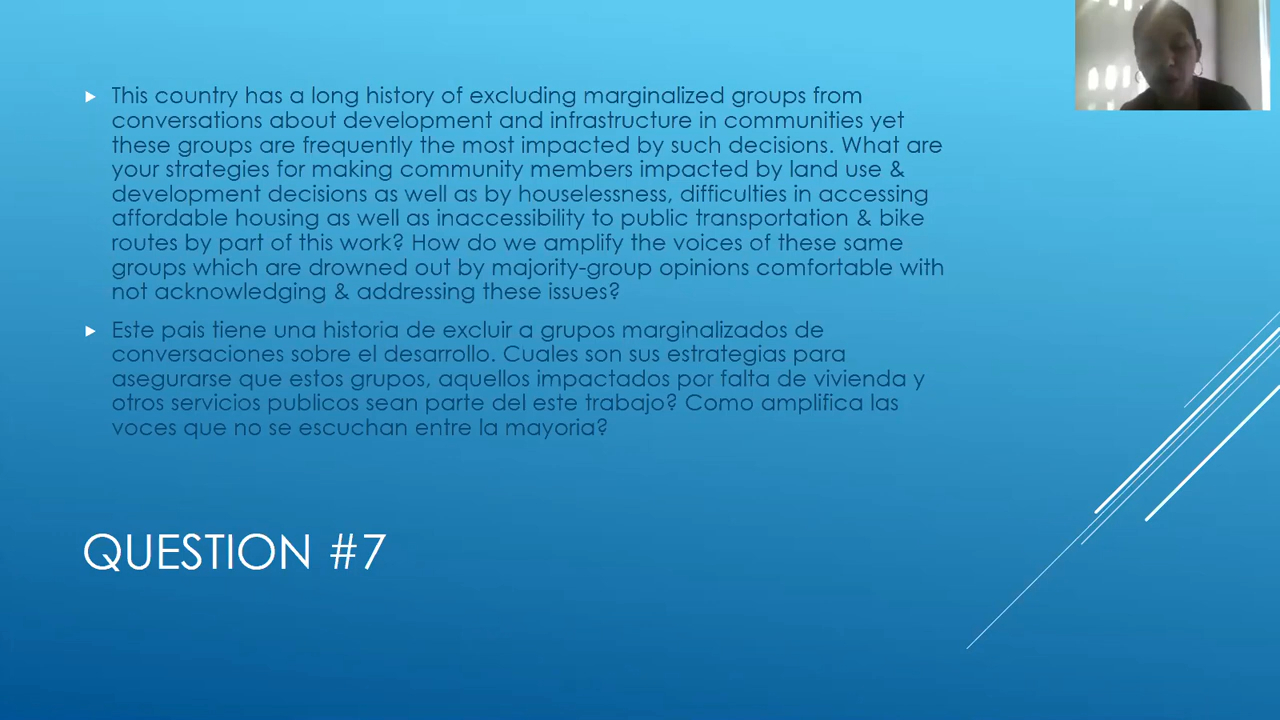 This country has a long history of excluding marginalized groups from
conversations about development and infrastructure in communities yet
these groups are frequently the most impacted by such decisions. What are
your strategies for making community members impacted by land use &
development decisions as well as by houselessness, difficulties in accessing
affordable housing as well as inaccessibility to public transportation & bike
routes by part of this work? How do we amplify the voices of these same
groups which are drowned out by majority-group opinions comfortable with
not acknowledging & addressing these issues?
Este pais tiene una historia de excluir a grupos marginalizados de
conversaciones sobre el desarrollo. Cuales son sus estrategias para
asegurarse que estos grupos, aquellos impactados por falta de vivienda y
otros servicios publicos sean parte del este trabajo? Como amplifica las
voces que no se escuchan entre la mayoria?
QUESTION #7